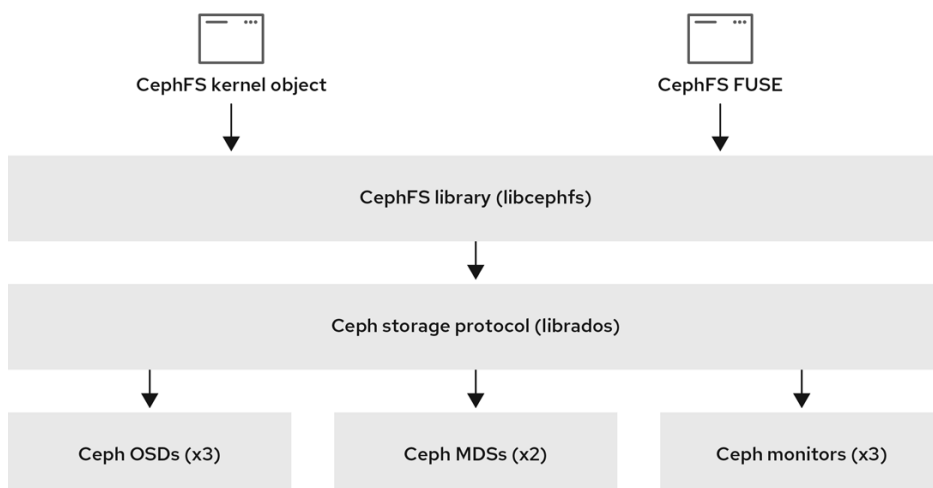 CephFS kernel object
CephFS FUSE
CephFS library (libcephfs)
Ceph storage protocol (librados)
Ceph OSDs (x3)
Ceph MDSs (x2)
Ceph monitors (x3)